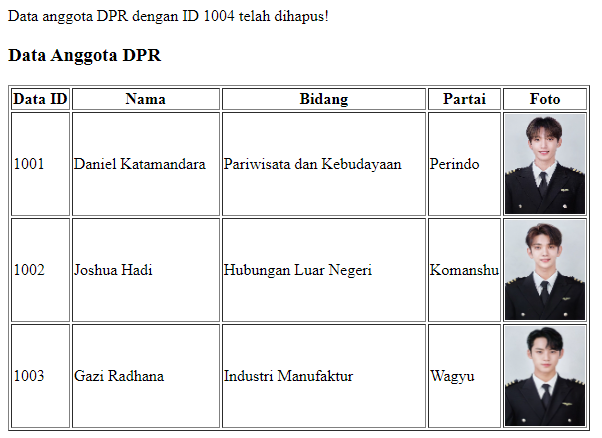 Data anggota DPR dengan ID 1004 telah dihapus!
Data Anggota DPR
Data ID Nama Bidang Partai Foto
1001 Daniel Katamandara Pariwisata dan Kebudayaan Perindo
1002 Joshua Hadi Hubungan Luar Negeri Komanshu
1003 Gazi Radhana Industri Manufaktur Wagyu